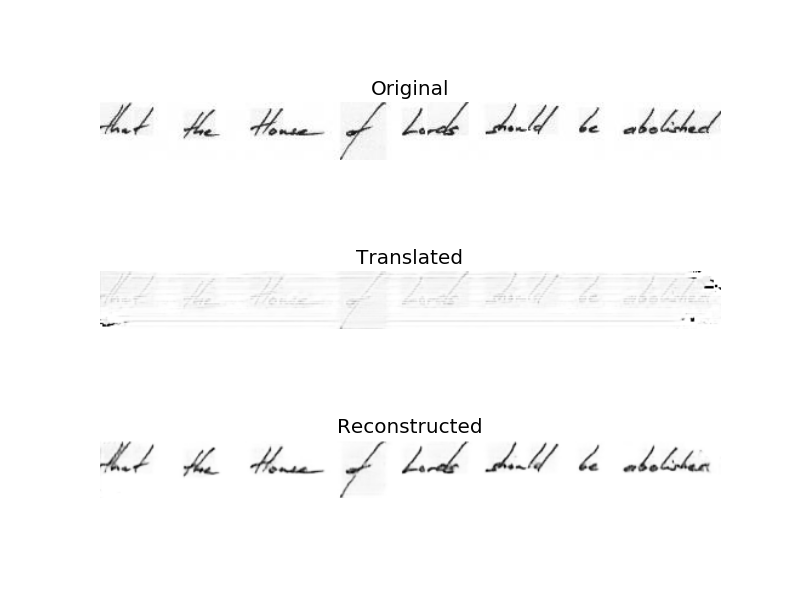 Original
that the House of Lords should be abolished
Translated
that the House of Lords should be abolished
Reconstructed
that the House of Lords should be